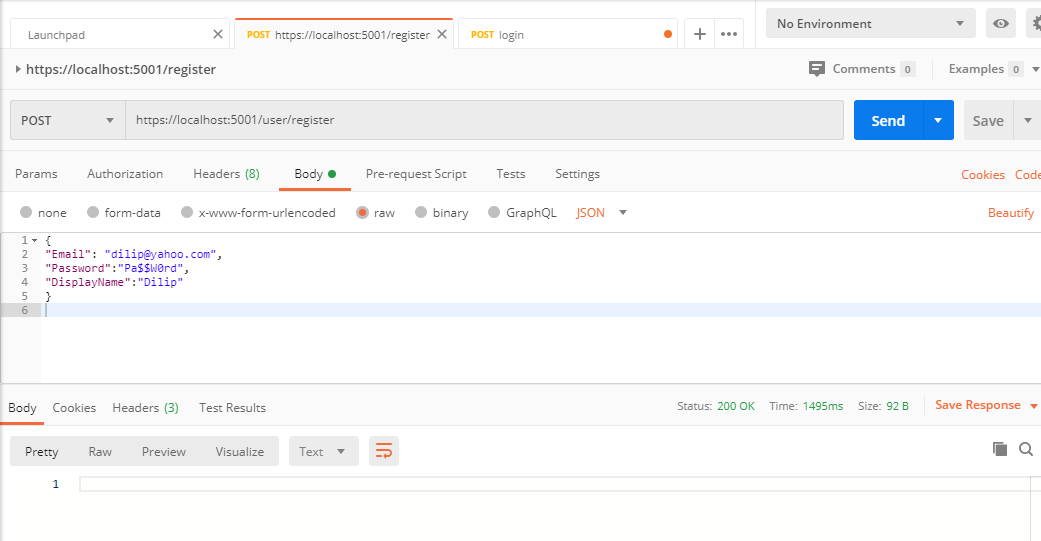 Launchpad
POST https://localhost:5001/register
POST login
No Environment
https://localhost:5001/register
Comments 0
Examples 0
POST
https://localhost:5001/user/register
Send
Save
Params Authorization Headers (8) Body Pre-request Script Tests Settings
Cookies Code
none form-data x-www-form-urlencoded raw binary GraphQL JSON
Beautify
1 {
2 "Email": "dilip@yahoo.com",
3 "Password":"Pa$$W0rd",
4 "DisplayName":"Dilip"
5 }
6
Body Cookies Headers (3) Test Results
Status: 200 OK Time: 1495ms Size: 92 B
Save Response
Pretty Raw Preview Visualize Text
1